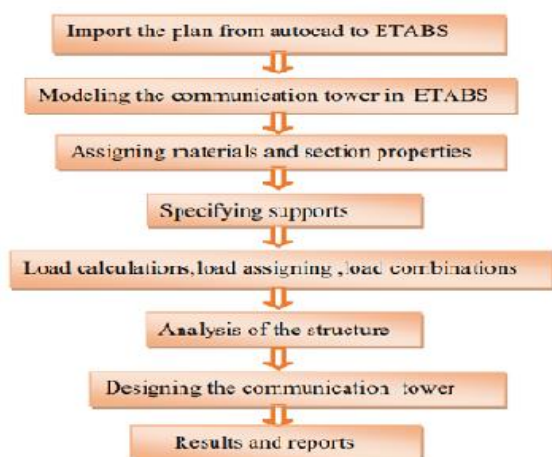 Import the plan from autocad to ETABS
Modeling the communication tower in ETABS
Assigning materials and section properties
Specifying supports
Load calculations,load assigning ,load combinations
Analysis of the structure
Designing the communication tower
Results and reports